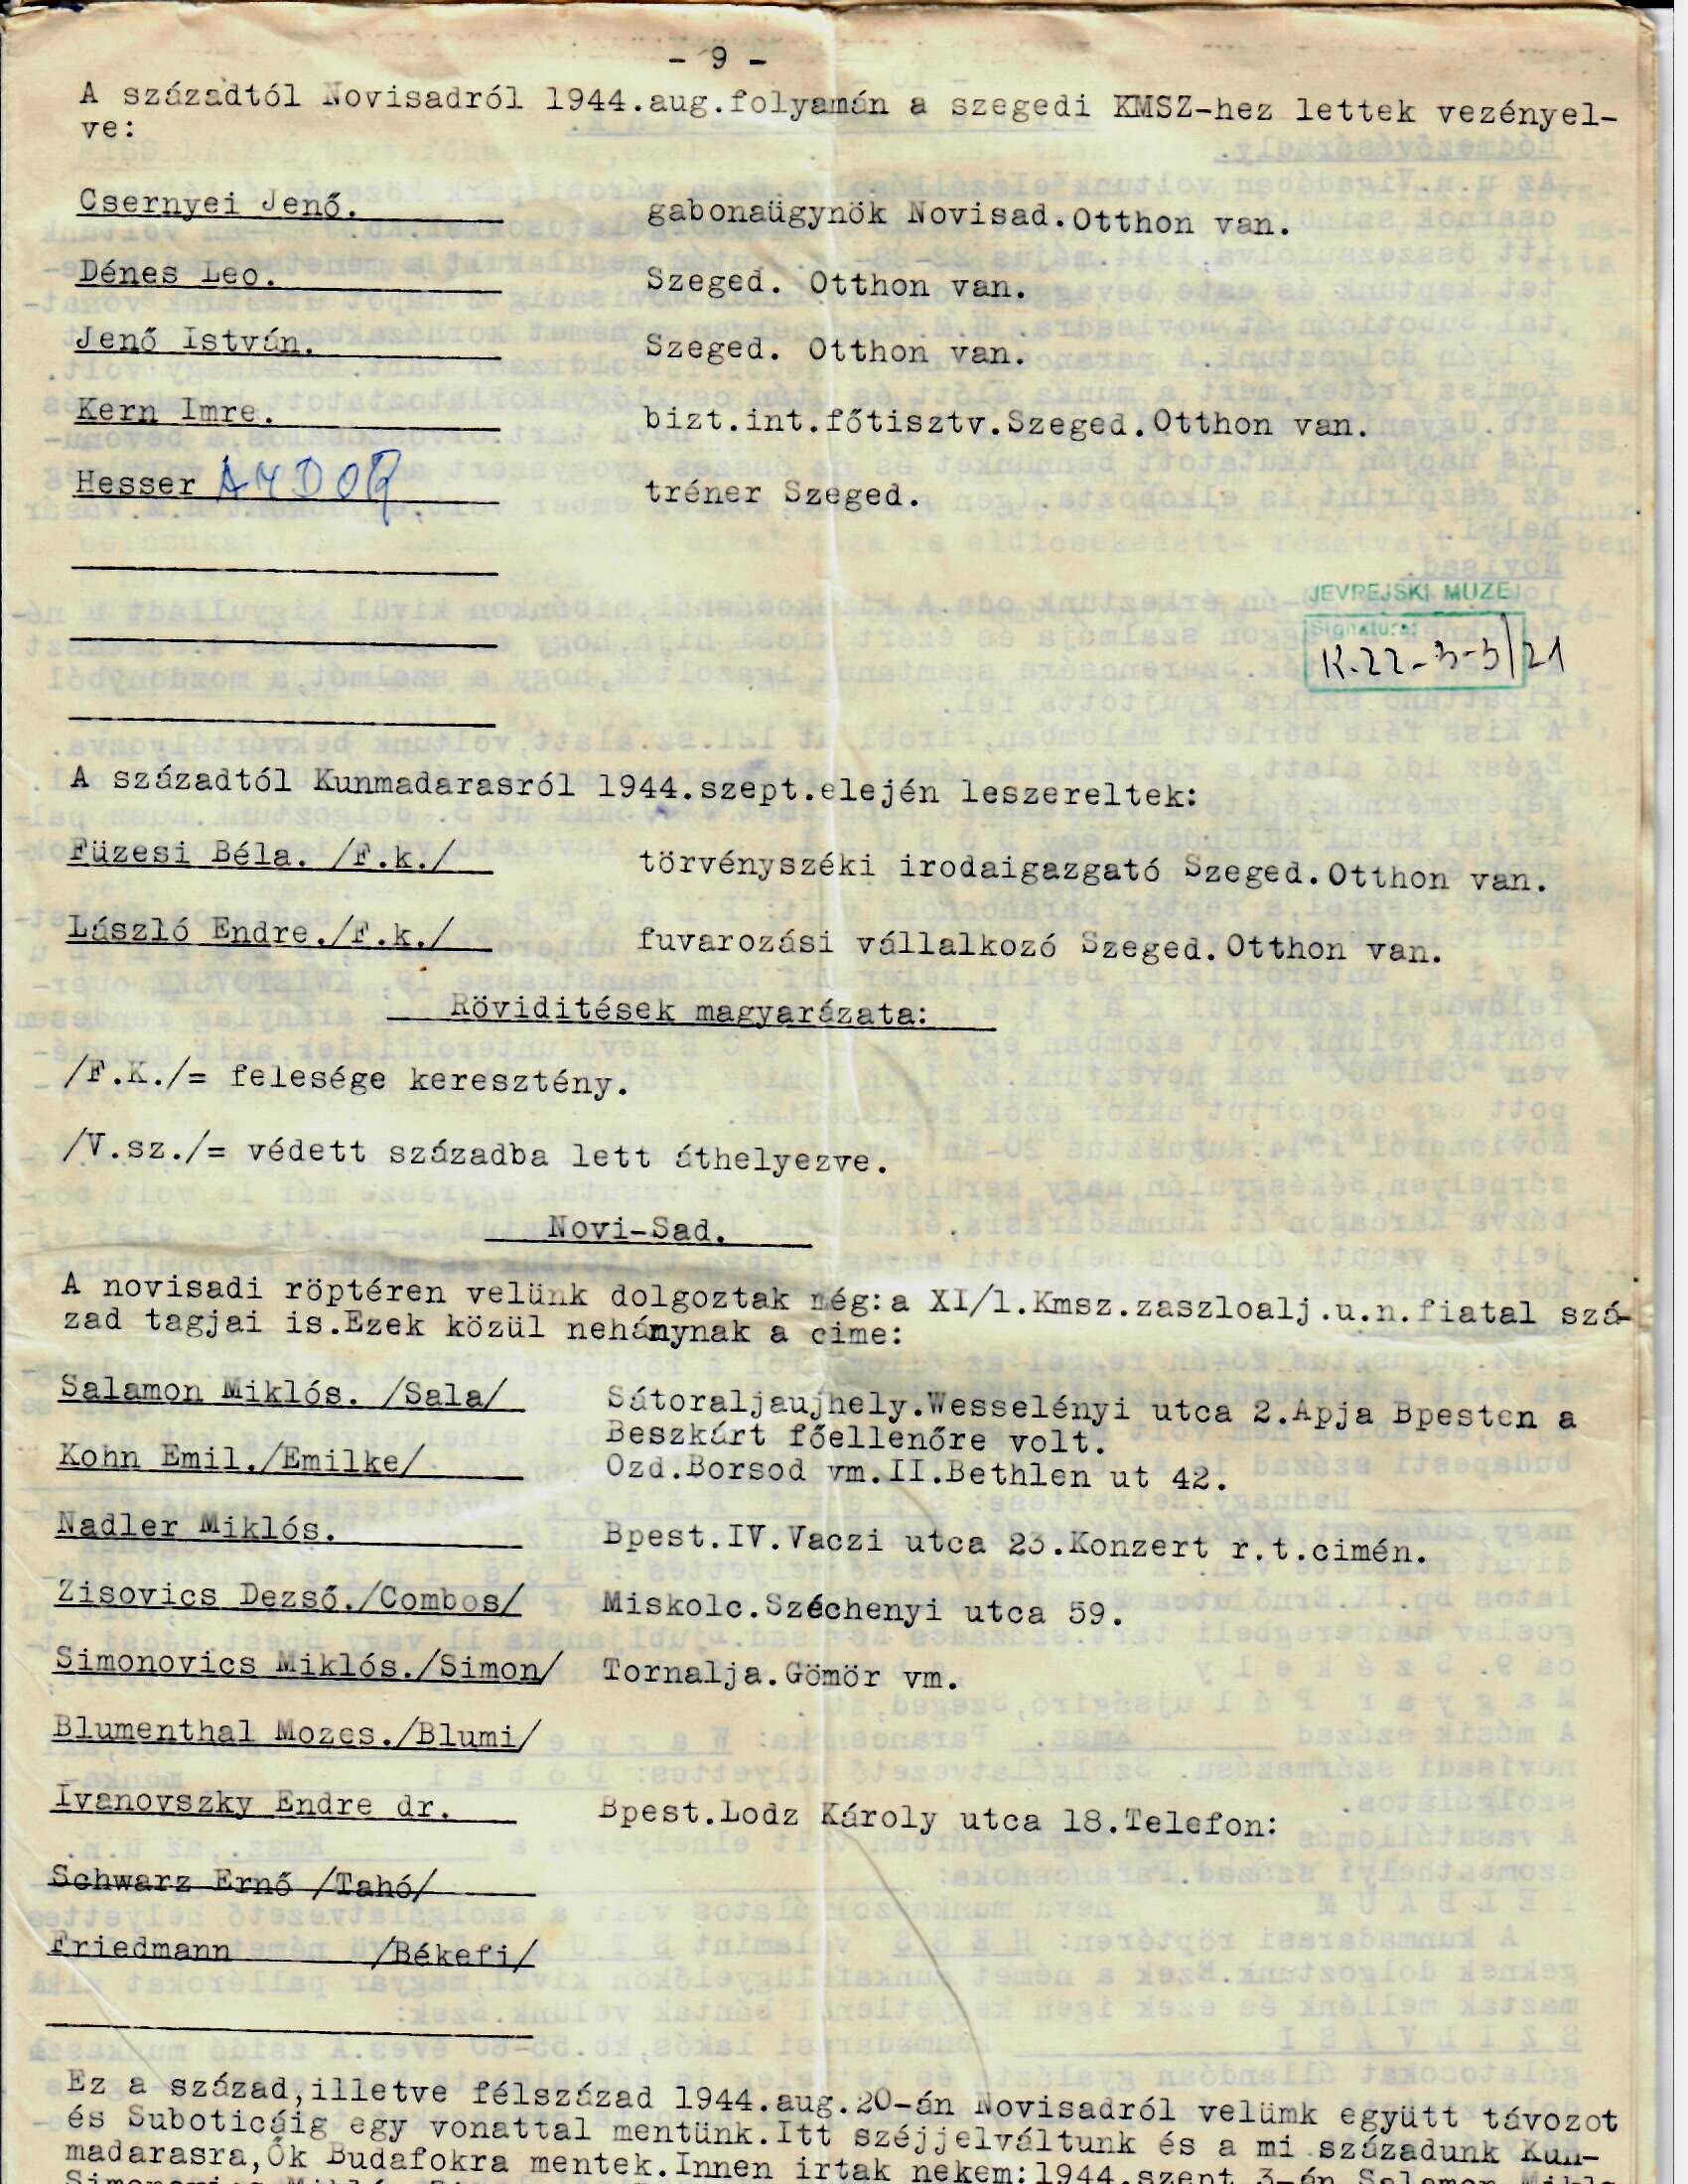 - 9 -
A századtól Novisadról 1944.aug.folyamán a szegedi KMSZ-hez lettek vezényel-
ve:
Csernyei Jenő. gabonaügynök Novisad.Otthon van.
Dénes Leo. Szeged. Otthon van.
Jenő István. Szeged. Otthon van.
Kern Imre. bizt.int.főtisztv.Szeged.Otthon van.
Hesser ANDOR tréner Szeged.
JEVREJSKI MUZEJ
Signatura:
K.22-3-3/21
A századtól Kunmadarasról 1944.szept.elején leszereltek:
Füzesi Béla. /F.k./ törvényszéki irodaigazgató Szeged.Otthon van.
László Endre./F.k./ fuvarozási vállalkozó Szeged.Otthon van.
Röviditések magyarázata:
/F.K./= felesége keresztény.
/V.sz./= védett századba lett áthelyezve.
Novi-Sad.
A novisadi röptéren velünk dolgoztak még:a XI/1.Kmsz.zaszloalj.u.n.fiatal szá-
zad tagjai is.Ezek közül nehánynak a cime:
Salamon Miklós. /Sala/ Sátoraljaujhely.Wesselényi utca 2.Apja Bpesten a
Beszkárt főellenőre volt.
Kohn Emil./Emilke/ Ozd.Borsod vm.II.Bethlen ut 42.
Nadler Miklós. Bpest.IV.Vaczi utca 23.Konzert r.t.cimén.
Zisovics Dezső./Combos/ Miskolc.Széchenyi utca 59.
Simonovics Miklós./Simon/ Tornalja.Gömör vm.
Blumenthal Mozes./Blumi/
Ivanovszky Endre dr. Bpest.Lodz Károly utca 18.Telefon:
Schwarz Ernő /Tahó/
Friedmann /Békefi/
Ez a század,illetve félszázad 1944.aug.20-án Novisadról velümk együtt távozot
és Suboticáig egy vonattal mentünk.Itt széjjelváltunk és a mi századunk Kun-
madarasra,Ők Budafokra mentek.Innen irtak nekem:1944.szept 3-án Salamon